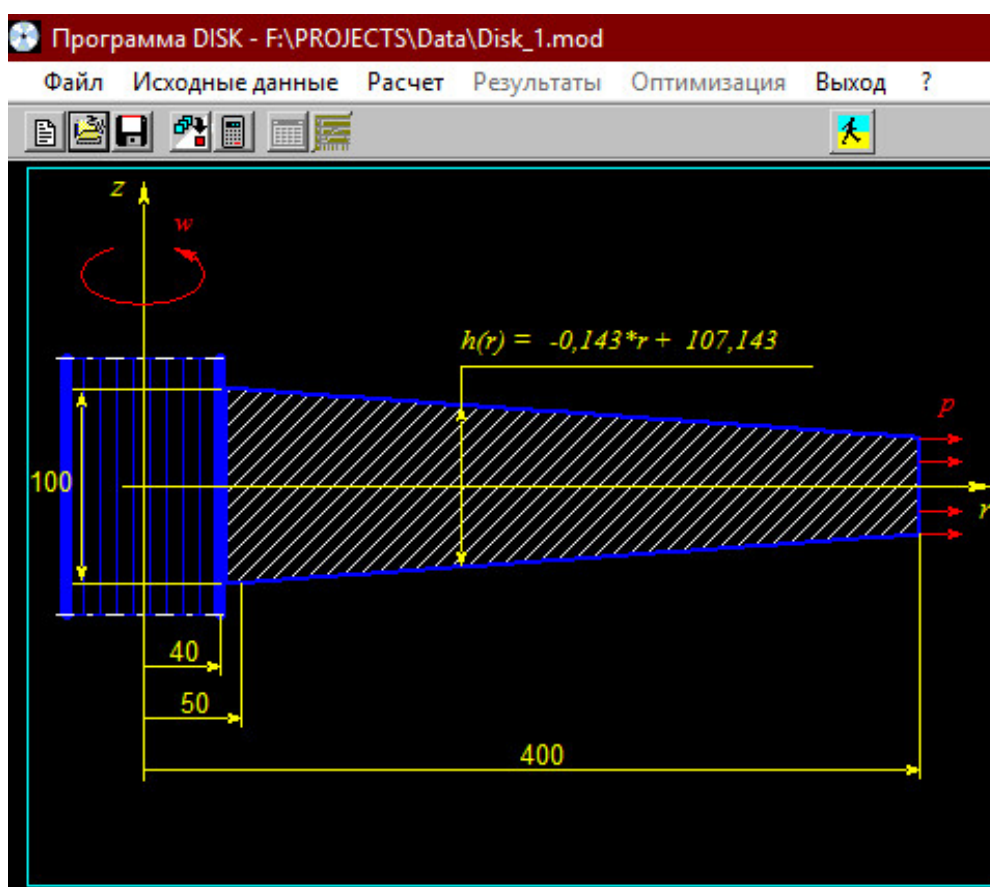 Программа DISK - F:\PROJECTS\Data\Disk_1.mod
Файл Исходные данные Расчет Результаты Оптимизация Выход ?
z
w
h(r) = -0,143*r + 107,143
p
100
r
40
50
400